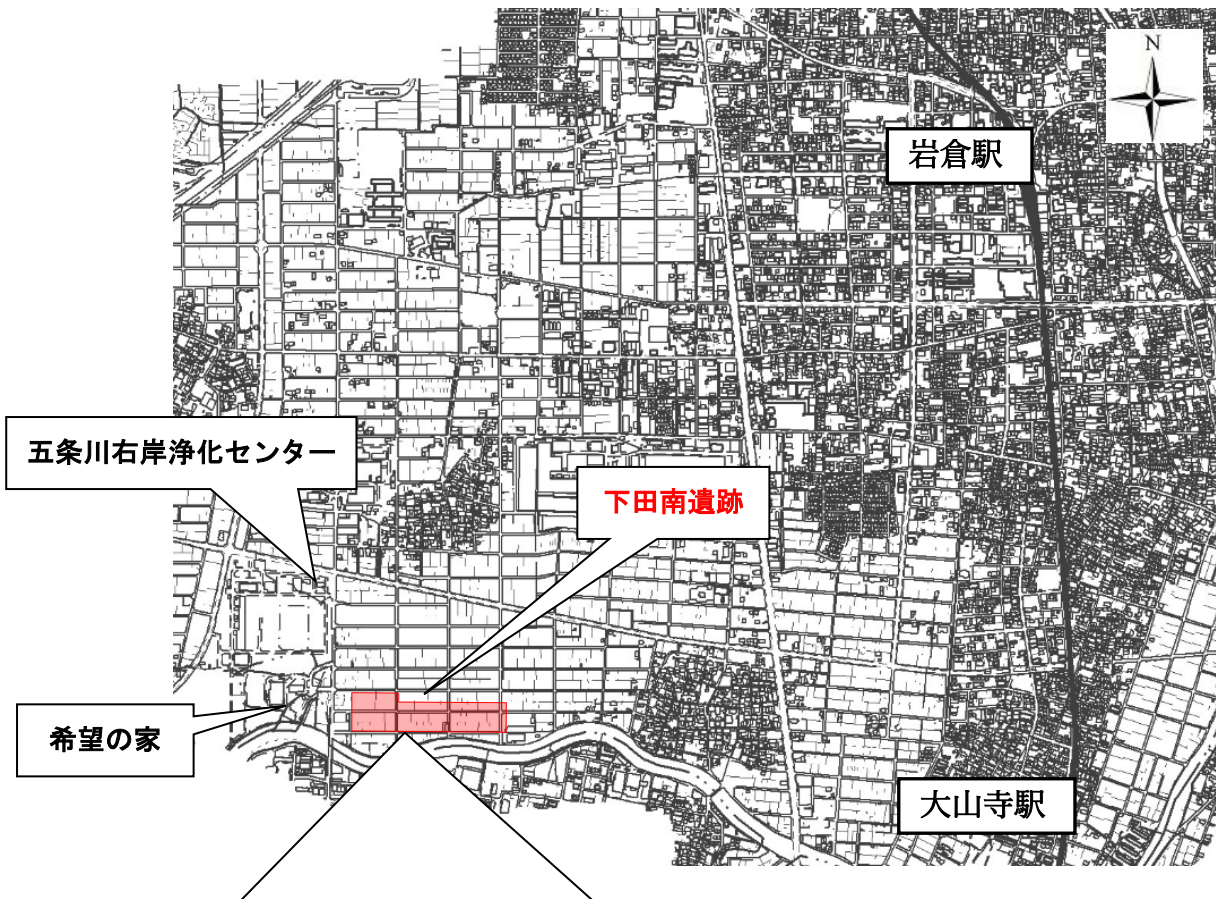 N
岩倉駅
五条川右岸浄化センター
下田南遺跡
希望の家
大山寺駅